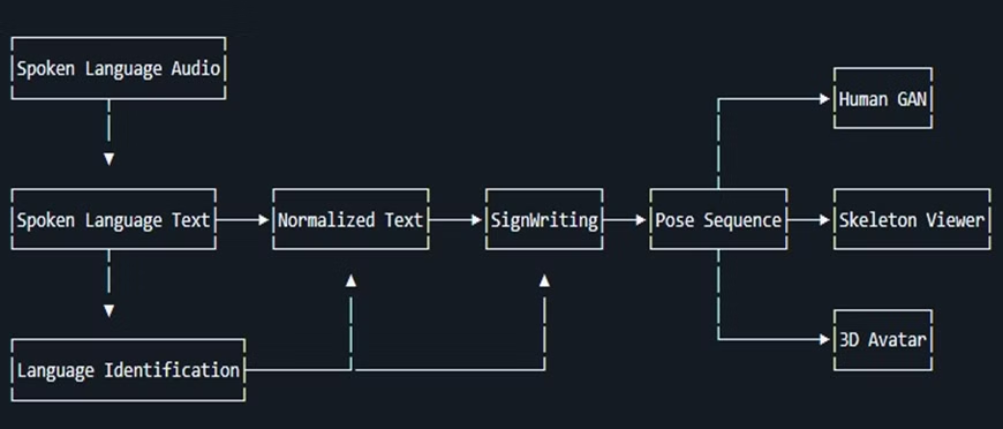 Spoken Language Audio
Human GAN
Spoken Language Text
Normalized Text
SignWriting
Pose Sequence
Skeleton Viewer
3D Avatar
Language Identification